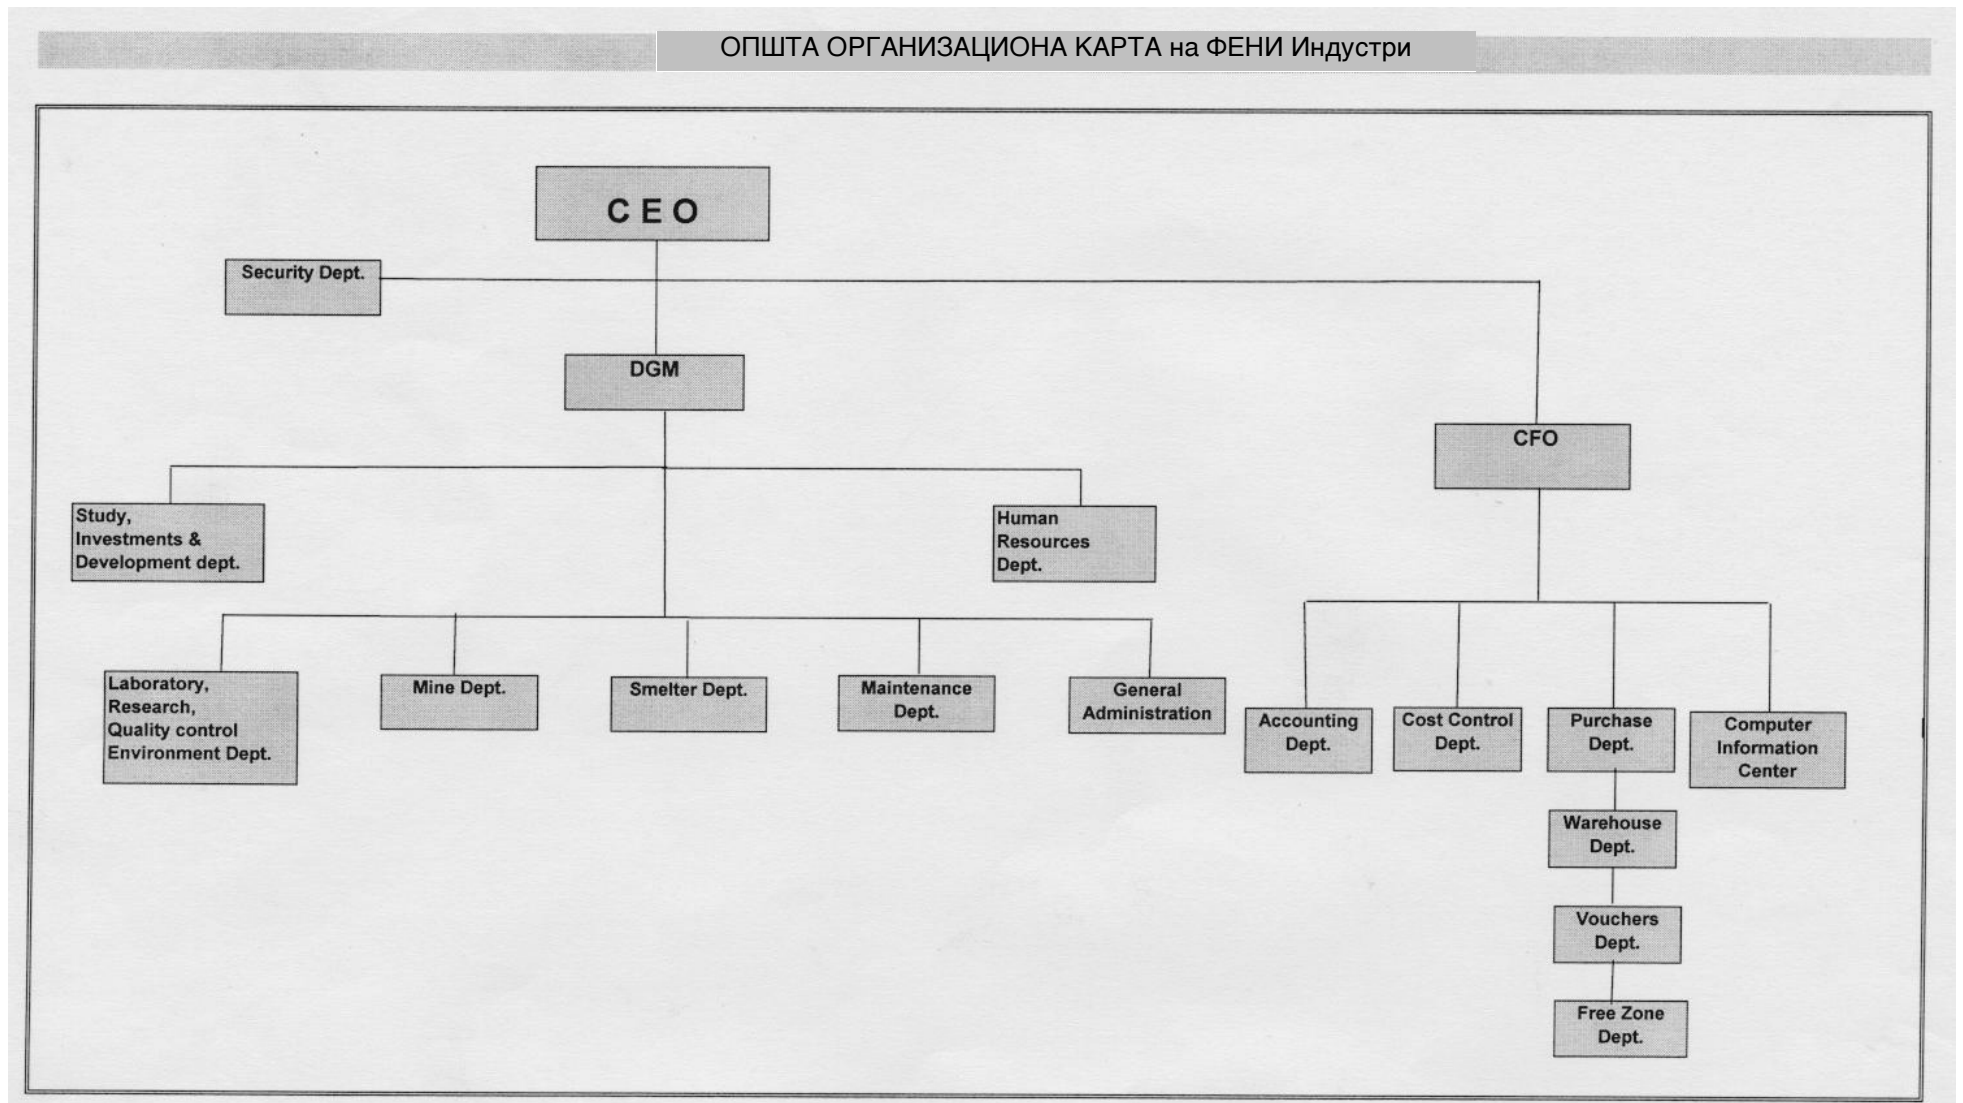 ОПШТА ОРГАНИЗАЦИОНА КАРТА на ФЕНИ Индустри
C E O
Security Dept.
DGM
CFO
Study,
Investments &
Development dept.
Human
Resources
Dept.
Laboratory,
Research,
Quality control
Environment Dept.
Mine Dept.
Smelter Dept.
Maintenance
Dept.
General
Administration
Accounting
Dept.
Cost Control
Dept.
Purchase
Dept.
Computer
Information
Center
Warehouse
Dept.
Vouchers
Dept.
Free Zone
Dept.